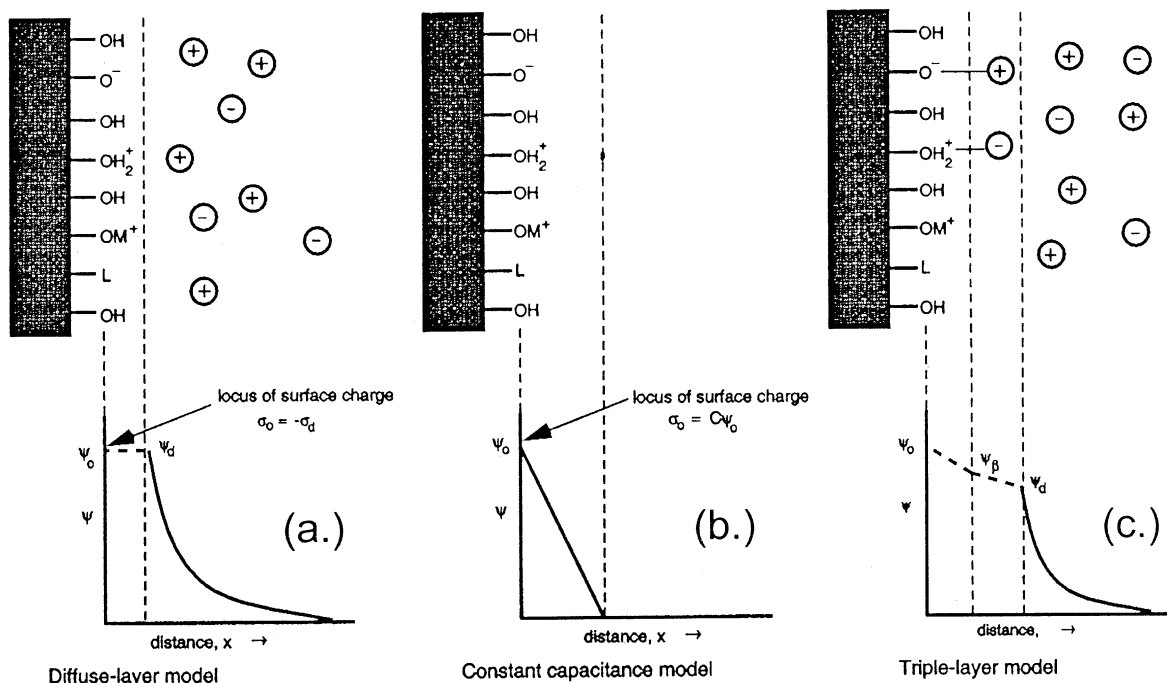 OH
O⁻
OH
OH₂⁺
OH
OM⁺
L
OH
+
+
-
+
+
-
-
+
locus of surface charge
σₒ = -σd
Ψₒ
Ψd
Ψ
(a.)
distance, x →
Diffuse-layer model
OH
O⁻
OH
OH₂⁺
OH
OM⁺
L
OH
locus of surface charge
σₒ = CΨₒ
Ψₒ
Ψ
(b.)
distance, x →
Constant capacitance model
OH
O⁻
OH
OH₂⁺
OH
OM⁺
L
OH
+
+
-
-
+
-
+
-
+
Ψₒ
Ψβ
Ψd
Ψ
(c.)
distance, →
Triple-layer model